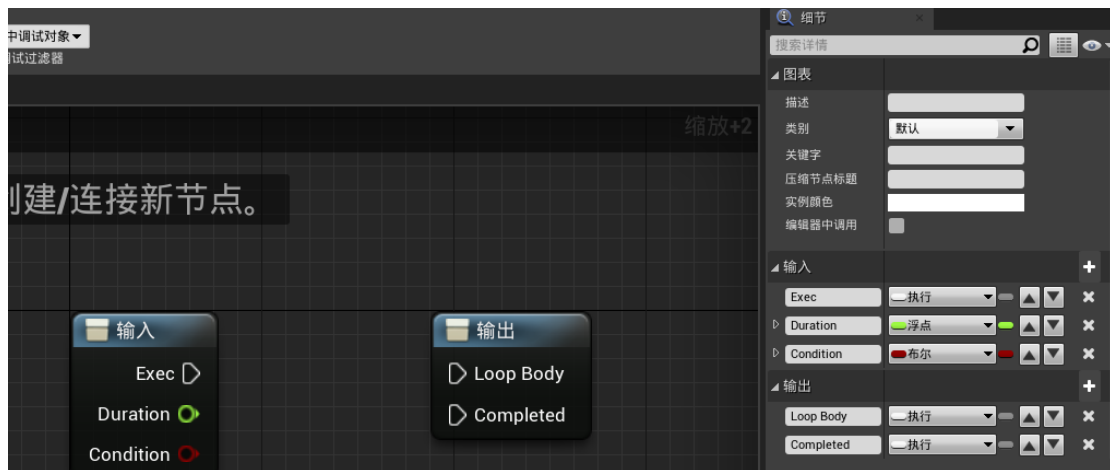 中调试对象
调试过滤器
缩放+2
创建/连接新节点。
输入
Exec
Duration
Condition
输出
Loop Body
Completed
细节
搜索详情
图表
描述
类别 默认
关键字
压缩节点标题
实例颜色
编辑器中调用
输入
Exec 执行
Duration 浮点
Condition 布尔
输出
Loop Body 执行
Completed 执行